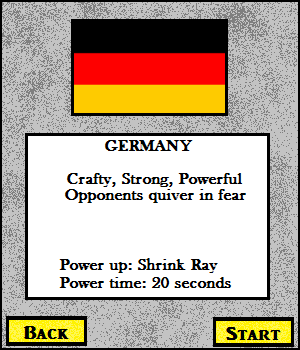 GERMANY
Crafty, Strong, Powerful
Opponents quiver in fear
Power up: Shrink Ray
Power time: 20 seconds
Back
Start